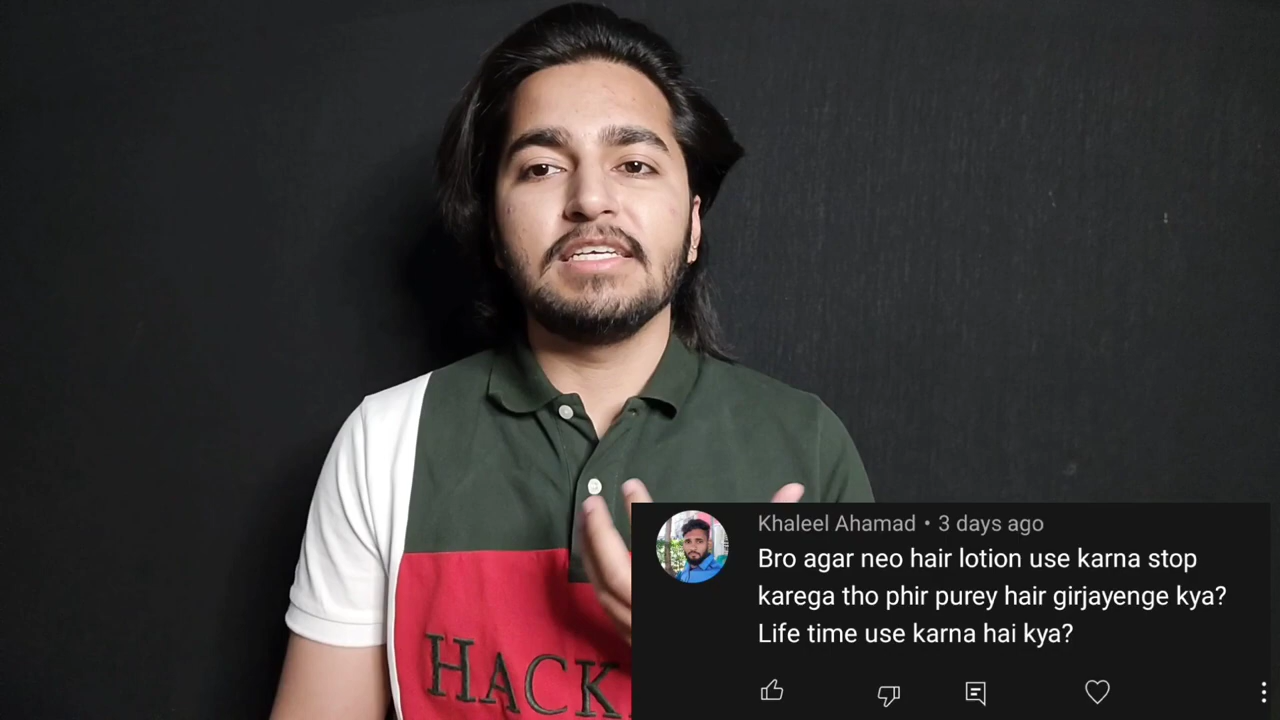 HACK
Khaleel Ahamad • 3 days ago
Bro agar neo hair lotion use karna stop
karega tho phir purey hair girjayenge kya?
Life time use karna hai kya?